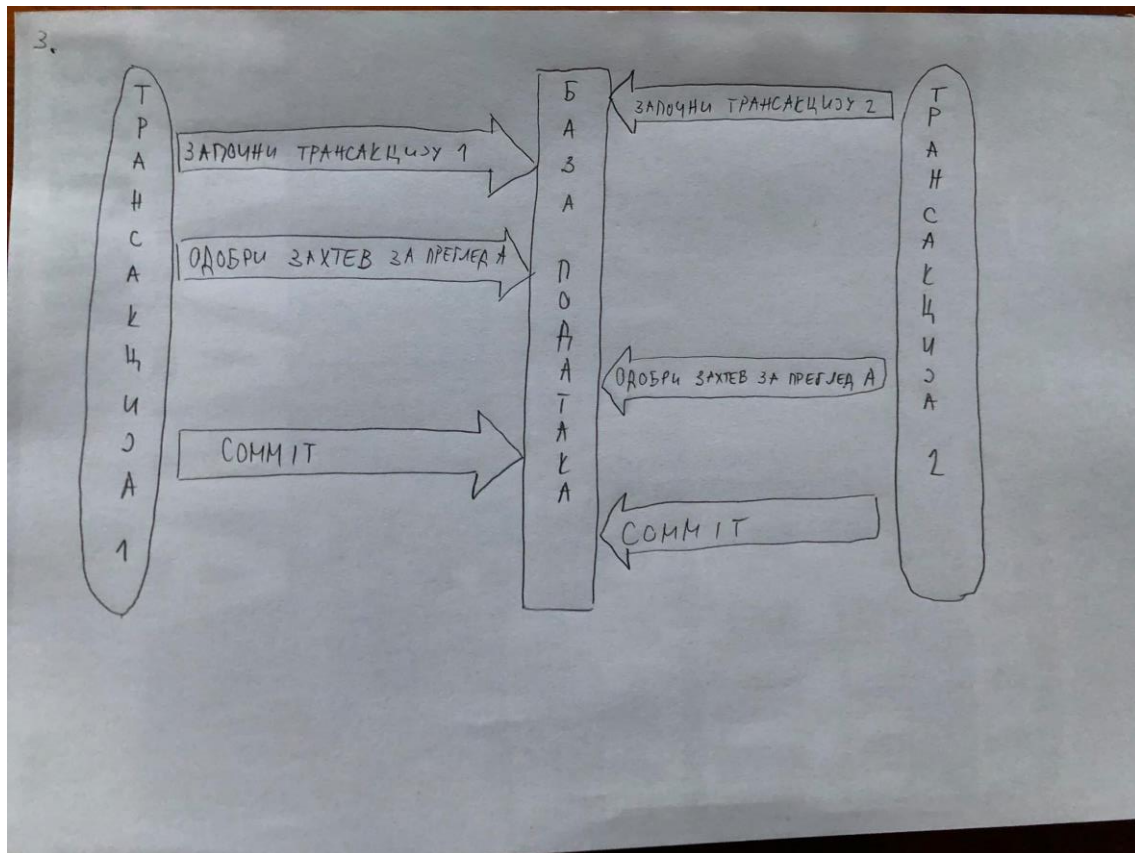 3.
ТРАНСАКЦИЈА 1
ЗАПОЧНИ ТРАНСАКЦИЈУ 1
ОДОБРИ ЗАХТЕВ ЗА ПРЕГЛЕД А
COMMIT
БАЗА ПОДАТАКА
ЗАПОЧНИ ТРАНСАКЦИЈУ 2
ОДОБРИ ЗАХТЕВ ЗА ПРЕГЛЕД А
COMMIT
ТРАНСАКЦИЈА 2